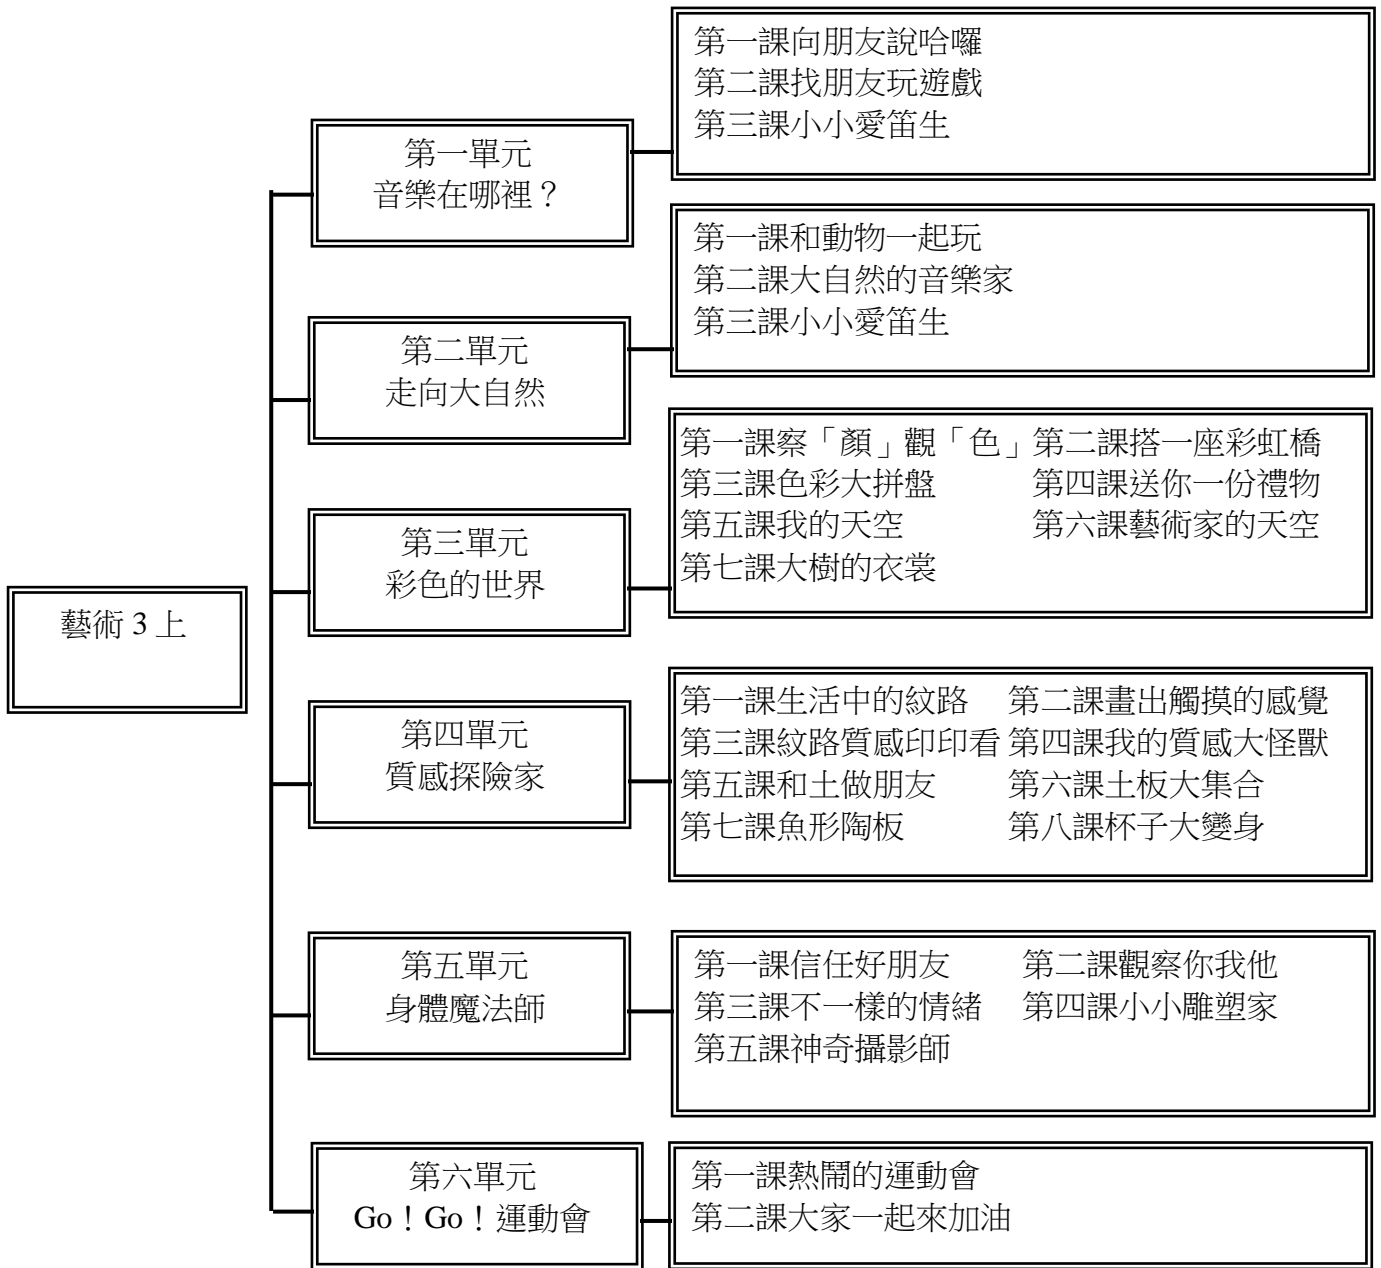 藝術 3 上
第一單元
音樂在哪裡？
第一課向朋友說哈囉
第二課找朋友玩遊戲
第三課小小愛笛生
第二單元
走向大自然
第一課和動物一起玩
第二課大自然的音樂家
第三課小小愛笛生
第三單元
彩色的世界
第一課察「顏」觀「色」第二課搭一座彩虹橋
第三課色彩大拼盤 第四課送你一份禮物
第五課我的天空 第六課藝術家的天空
第七課大樹的衣裳
第四單元
質感探險家
第一課生活中的紋路 第二課畫出觸摸的感覺
第三課紋路質感印印看 第四課我的質感大怪獸
第五課和土做朋友 第六課土板大集合
第七課魚形陶板 第八課杯子大變身
第五單元
身體魔法師
第一課信任好朋友 第二課觀察你我他
第三課不一樣的情緒 第四課小小雕塑家
第五課神奇攝影師
第六單元
Go！Go！運動會
第一課熱鬧的運動會
第二課大家一起來加油